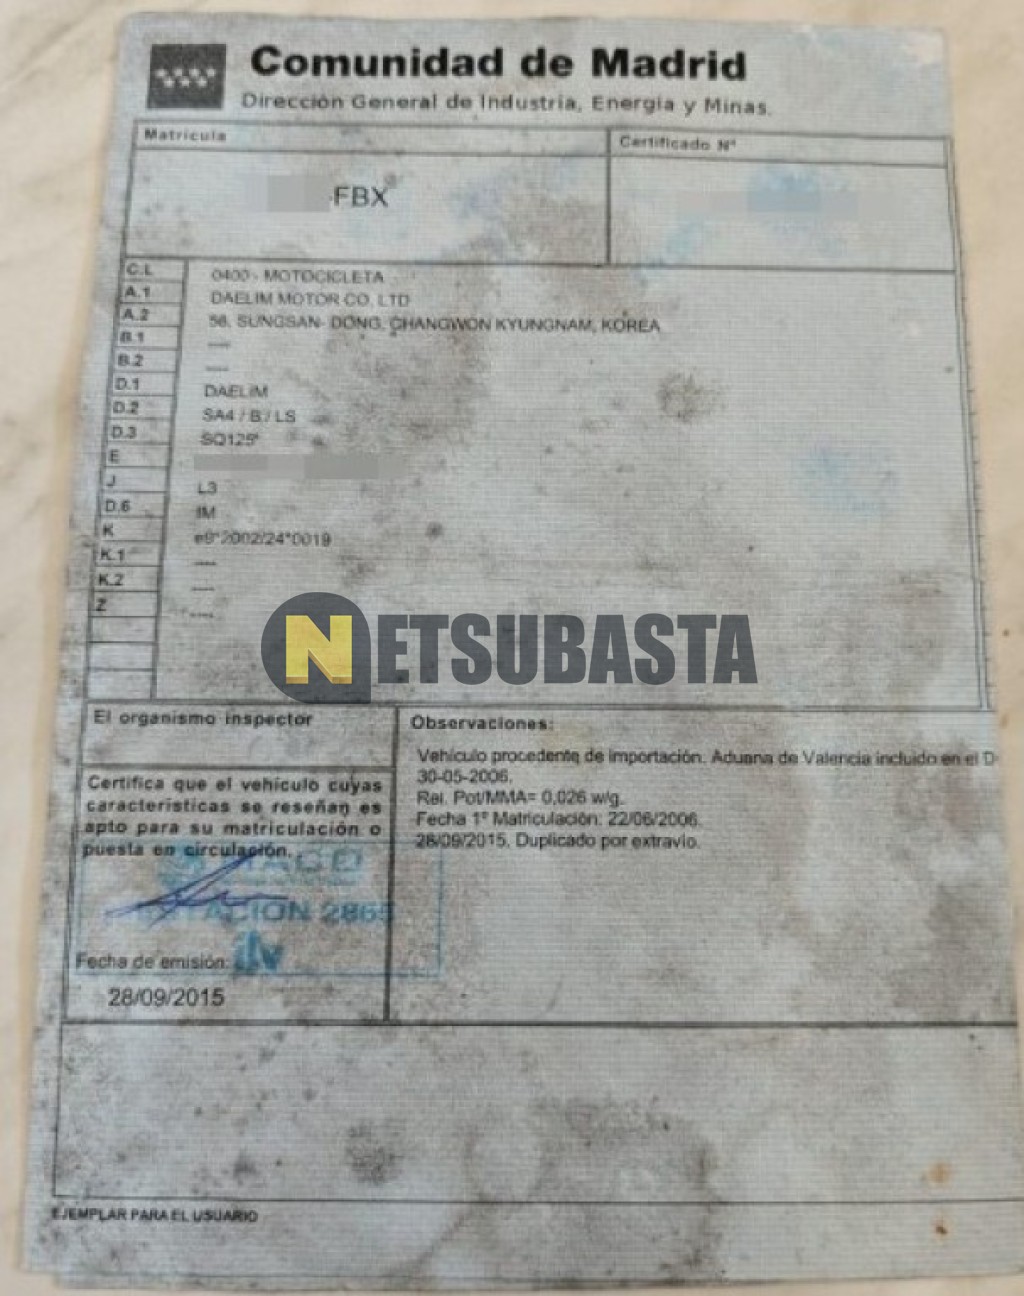 Comunidad de Madrid
Dirección General de Industria, Energía y Minas.
Matrícula
Certificado Nº
FBX
C.L 0400 - MOTOCICLETA
A.1 DAELIM MOTOR CO. LTD
A.2 58, SUNGSAN- DONG, CHANGWON KYUNGNAM, KOREA
B.1 ----
B.2 ----
D.1 DAELIM
D.2 SA4 / B / LS
D.3 SQ125
E
J L3
D.6 IM
K e9*2002/24*0019
K.1 ----
K.2 ----
Z ----
NETSUBASTA
El organismo inspector
Certifica que el vehículo cuyas
características se reseñan es
apto para su matriculación o
puesta en circulación.
ESTACION 2865
Fecha de emisión:
28/09/2015
Observaciones:
Vehículo procedente de importación. Aduana de Valencia incluido en el D
30-05-2006.
Rel. Pot/MMA= 0,026 w/g.
Fecha 1º Matriculación: 22/06/2006.
28/09/2015. Duplicado por extravio.
EJEMPLAR PARA EL USUARIO